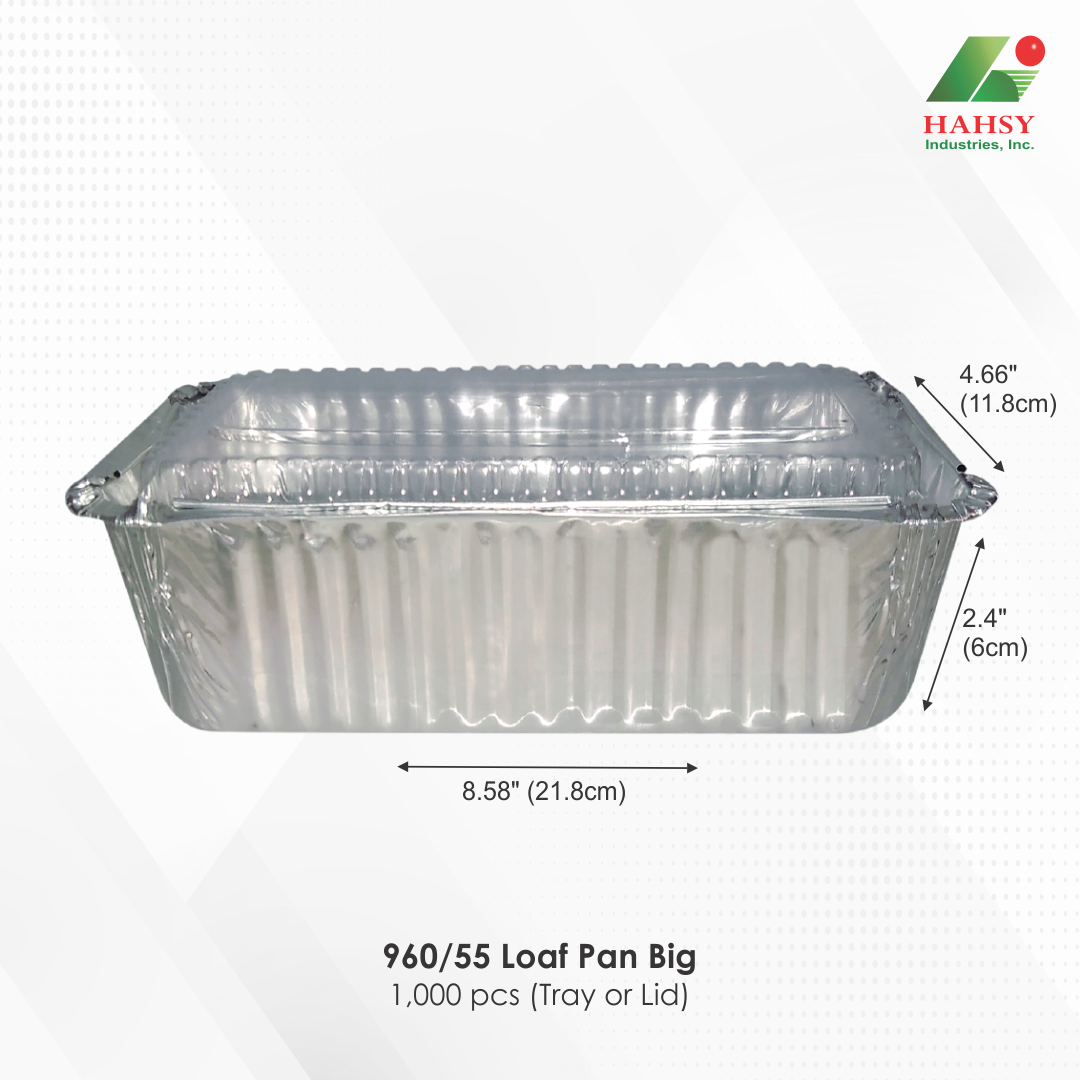 HAHSY
Industries, Inc.
4.66"
(11.8cm)
2.4"
(6cm)
8.58" (21.8cm)
960/55 Loaf Pan Big
1,000 pcs (Tray or Lid)